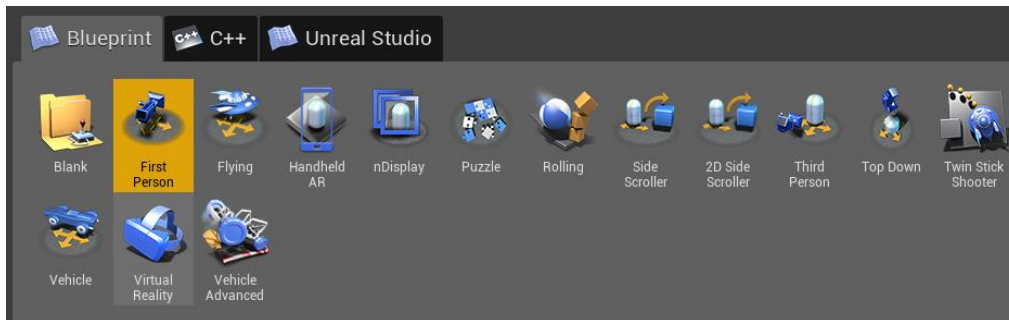 Blueprint C++ Unreal Studio
Blank First Person Flying Handheld AR nDisplay Puzzle Rolling Side Scroller 2D Side Scroller Third Person Top Down Twin Stick Shooter
Vehicle Virtual Reality Vehicle Advanced